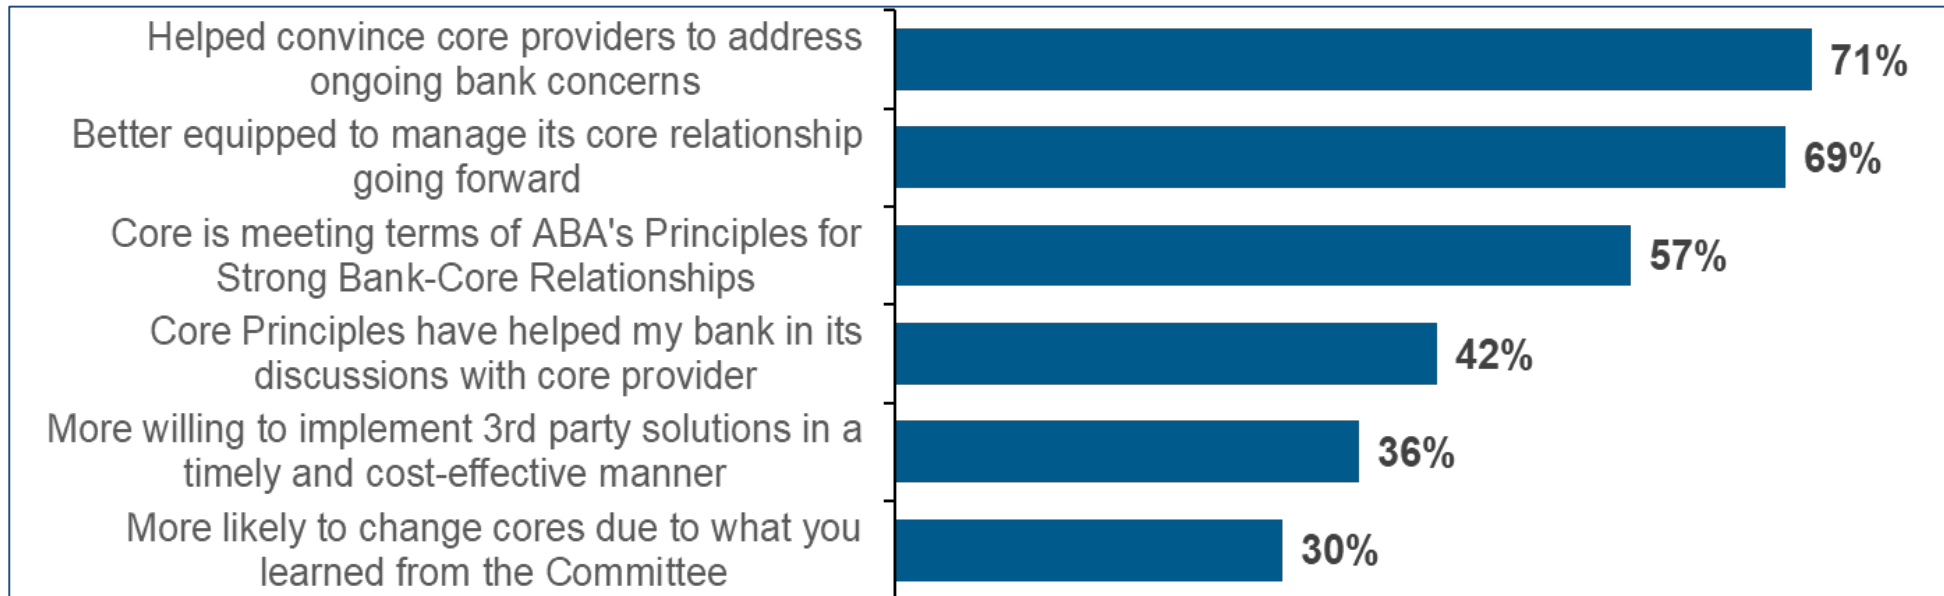 Helped convince core providers to address
ongoing bank concerns
71%
Better equipped to manage its core relationship
going forward
69%
Core is meeting terms of ABA's Principles for
Strong Bank-Core Relationships
57%
Core Principles have helped my bank in its
discussions with core provider
42%
More willing to implement 3rd party solutions in a
timely and cost-effective manner
36%
More likely to change cores due to what you
learned from the Committee
30%